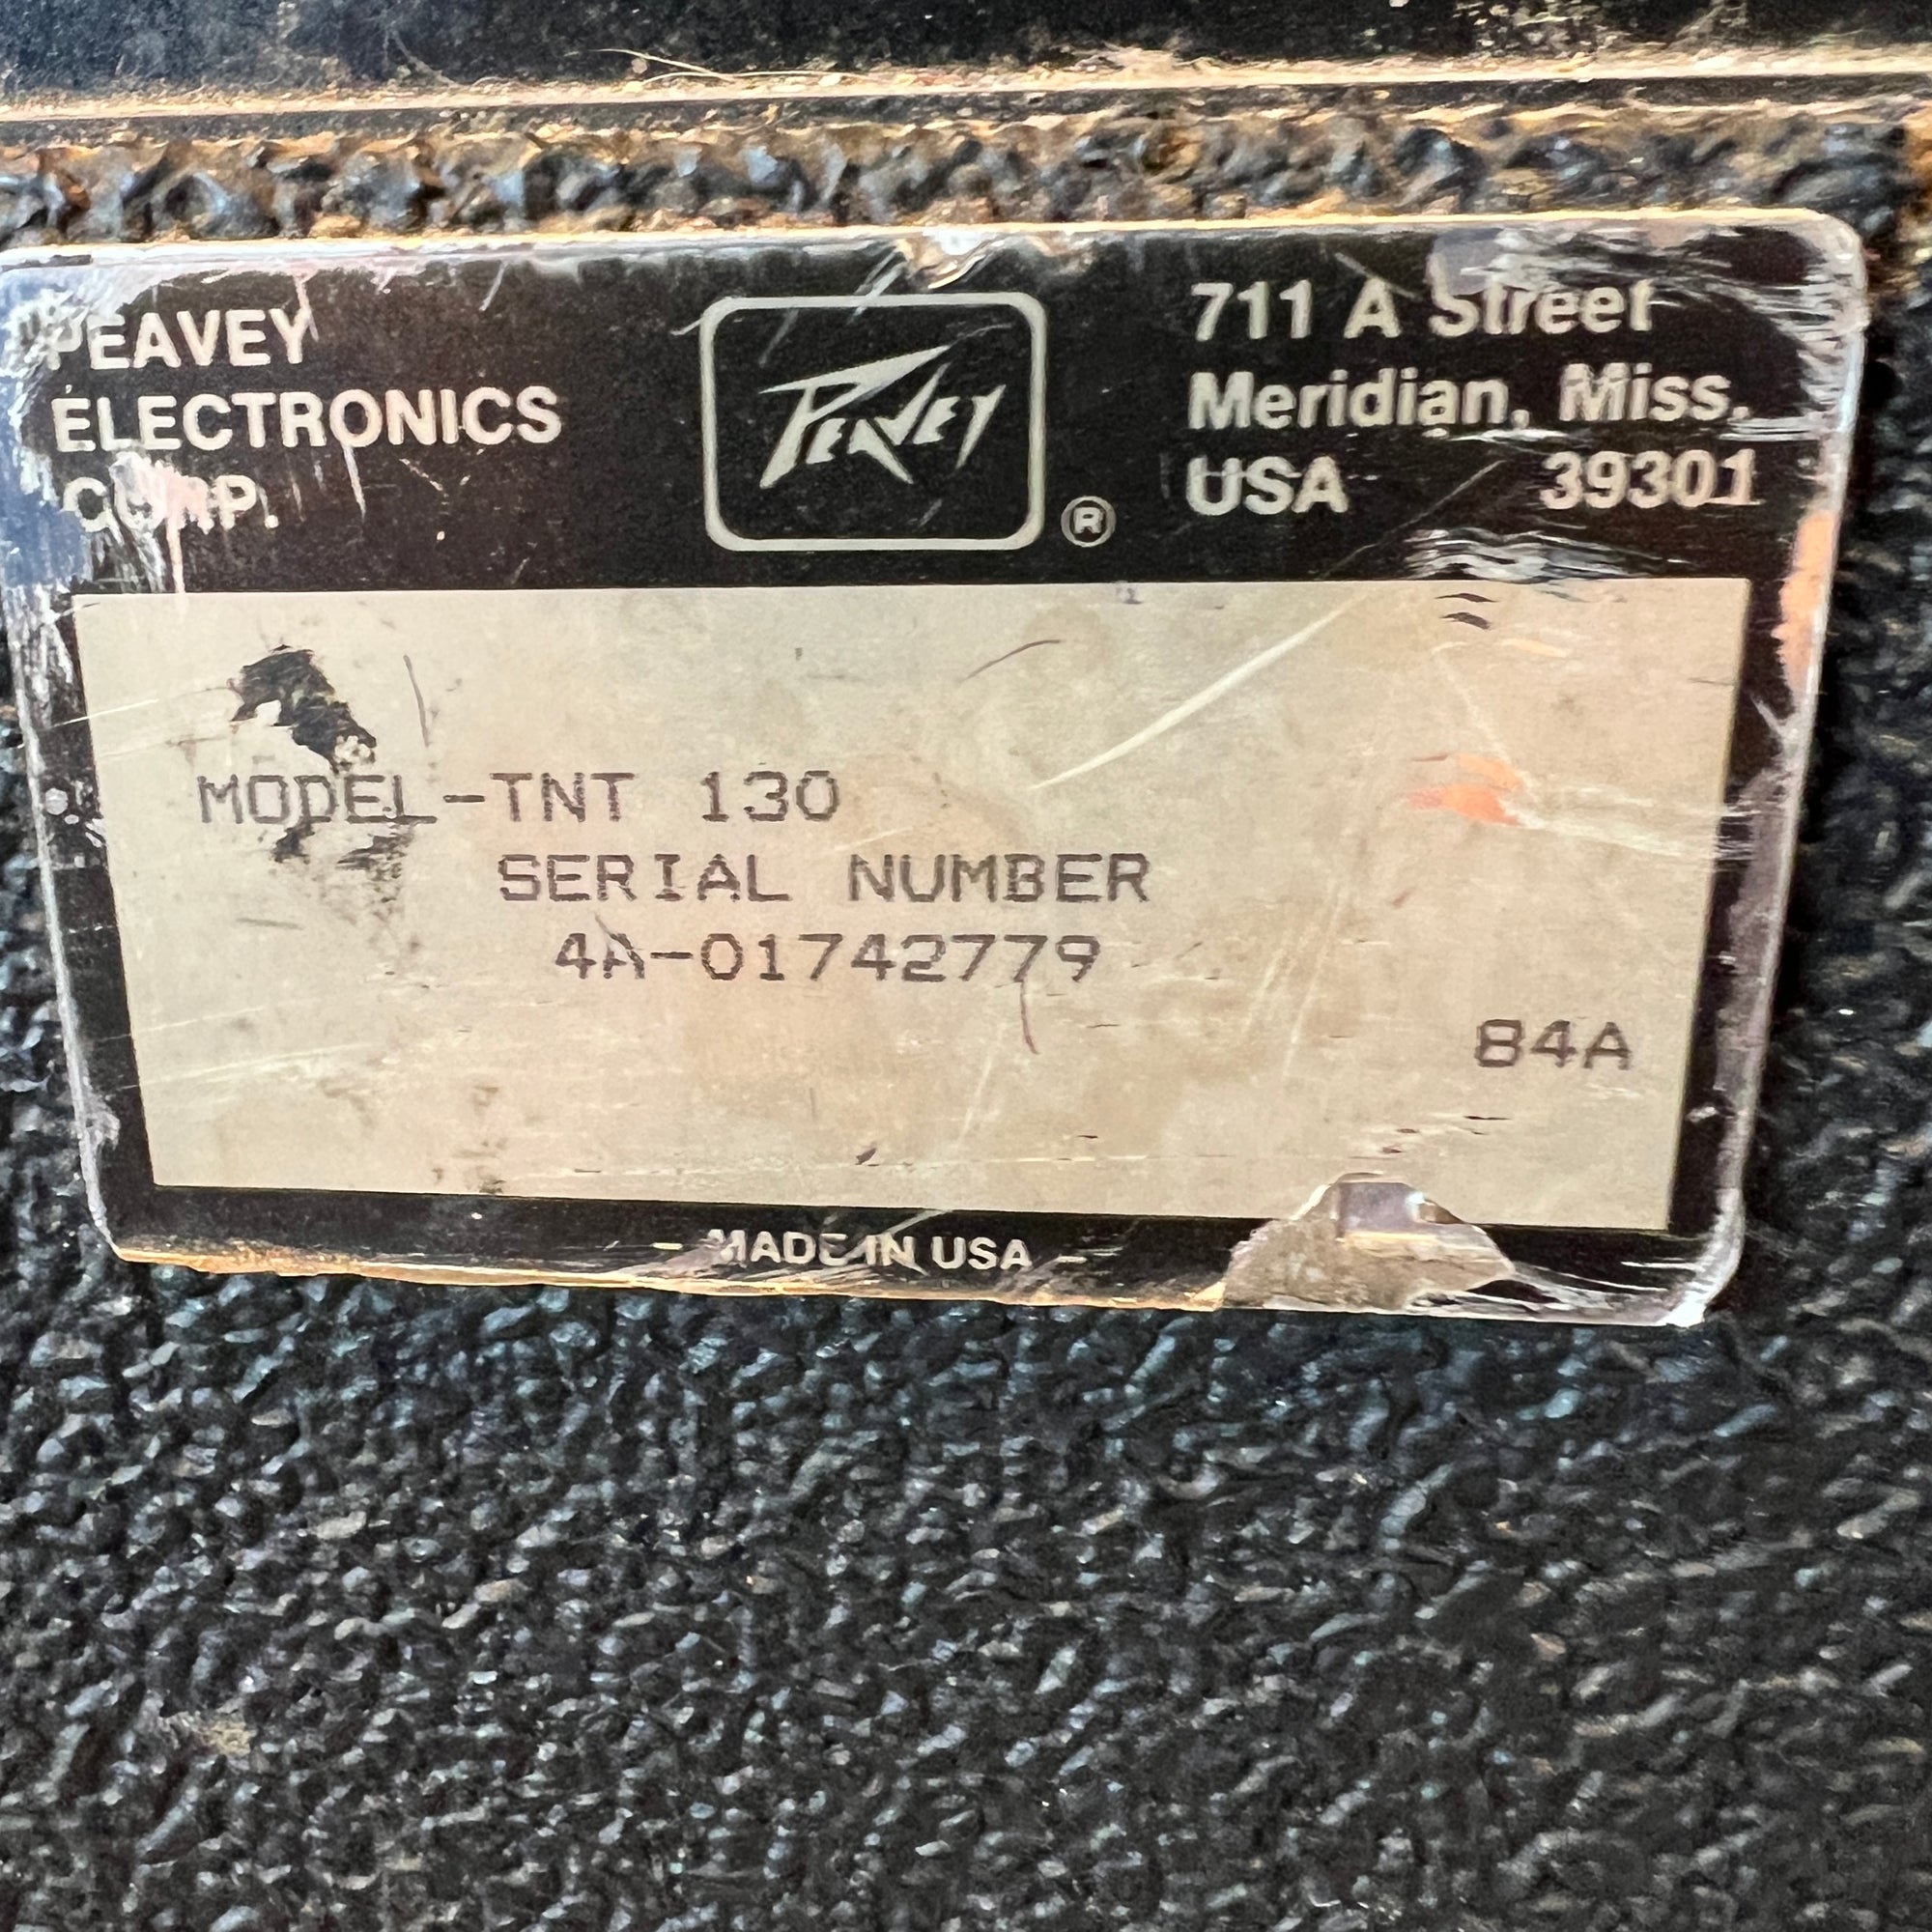 PEAVEY
ELECTRONICS
CORP.
PEAVEY
®
711 A Street
Meridian, Miss.
USA 39301
MODEL-TNT 130
SERIAL NUMBER
4A-01742779
84A
- MADE IN USA -